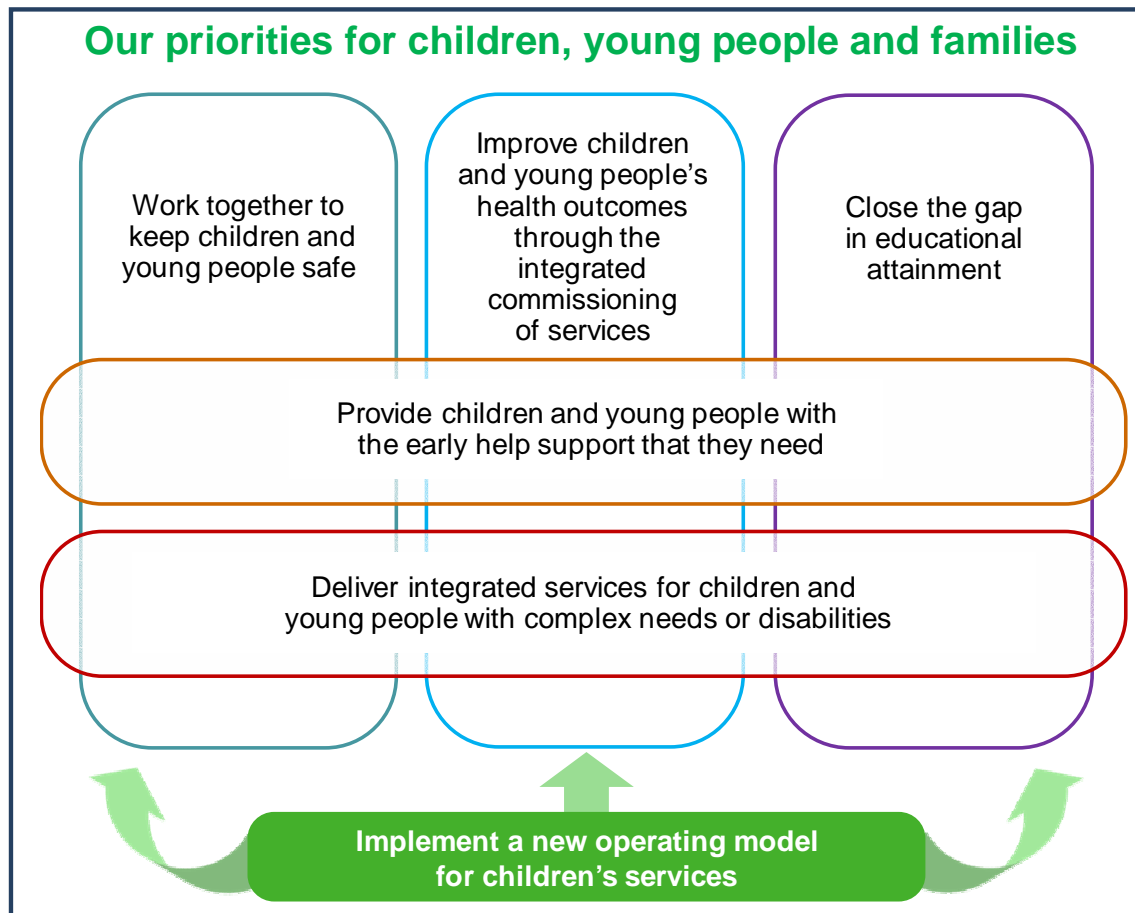 Our priorities for children, young people and families
Work together to
keep children and
young people safe
Improve children
and young people’s
health outcomes
through the
integrated
commissioning
of services
Close the gap
in educational
attainment
Provide children and young people with
the early help support that they need
Deliver integrated services for children and
young people with complex needs or disabilities
Implement a new operating model
for children’s services